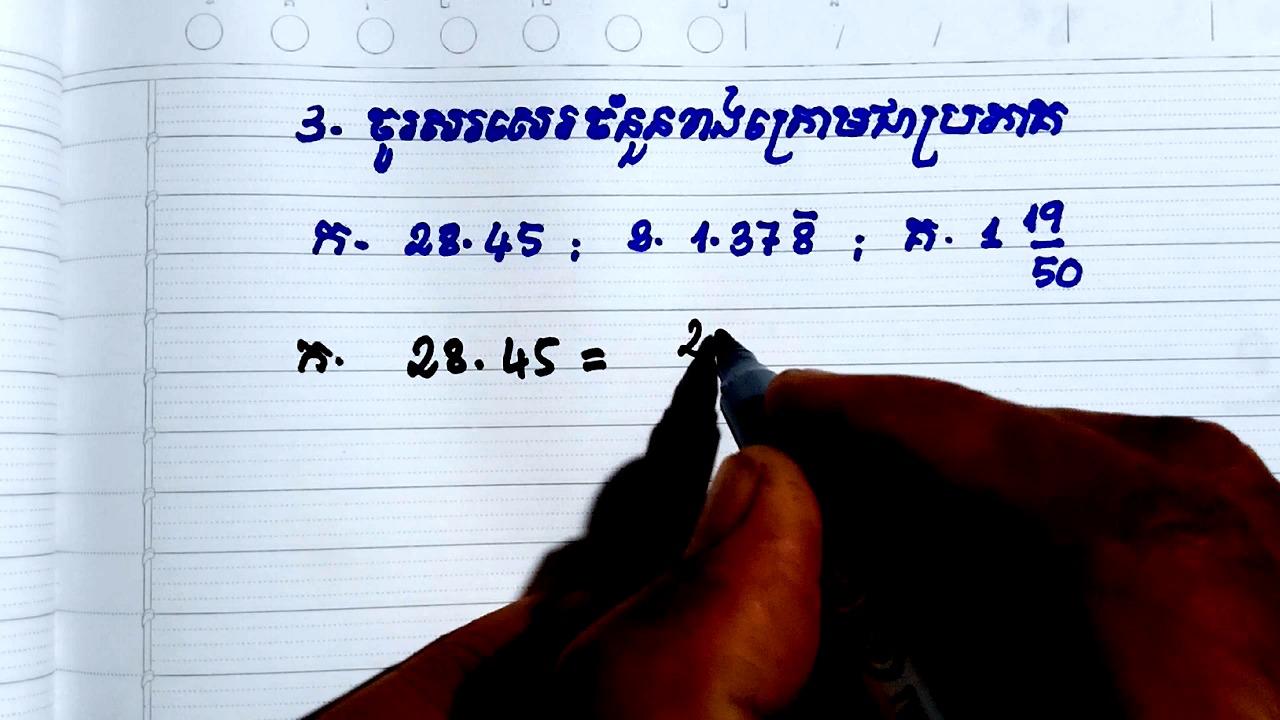 3. ចូរសរសេរចំនួនខាងក្រោមជាប្រភាគ
ក. 28.45 ; ខ. 1.378̄ ; គ. 1 19/50
ក. 28.45 = 2